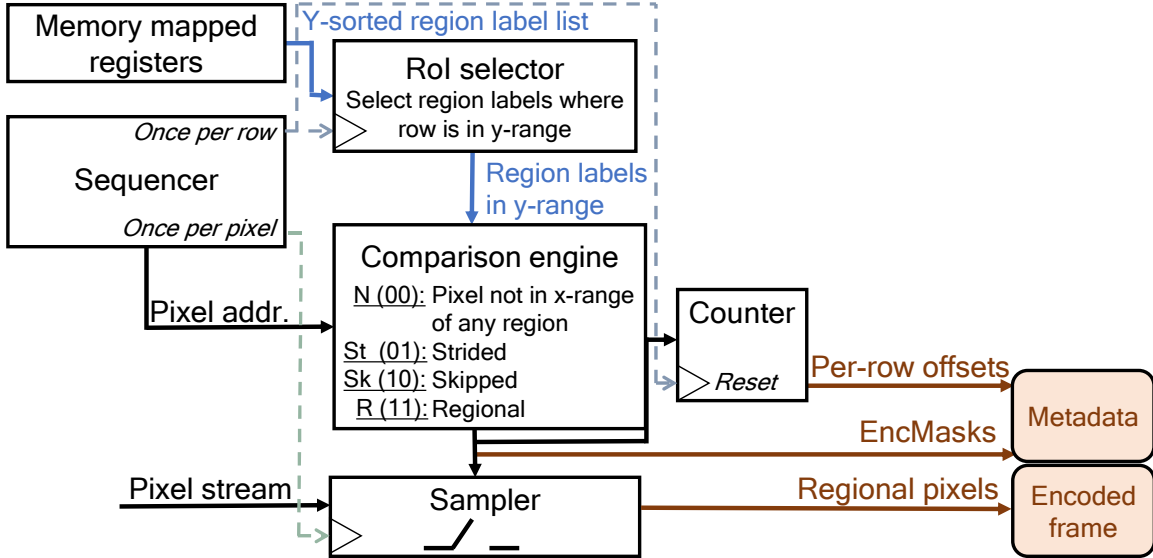 Memory mapped
registers
Y-sorted region label list
RoI selector
Select region labels where
row is in y-range
Once per row
Sequencer
Once per pixel
Region labels
in y-range
Pixel addr.
Comparison engine
N (00): Pixel not in x-range
of any region
St (01): Strided
Sk (10): Skipped
R (11): Regional
Counter
Reset
Per-row offsets
EncMasks
Metadata
Pixel stream
Sampler
Regional pixels
Encoded
frame